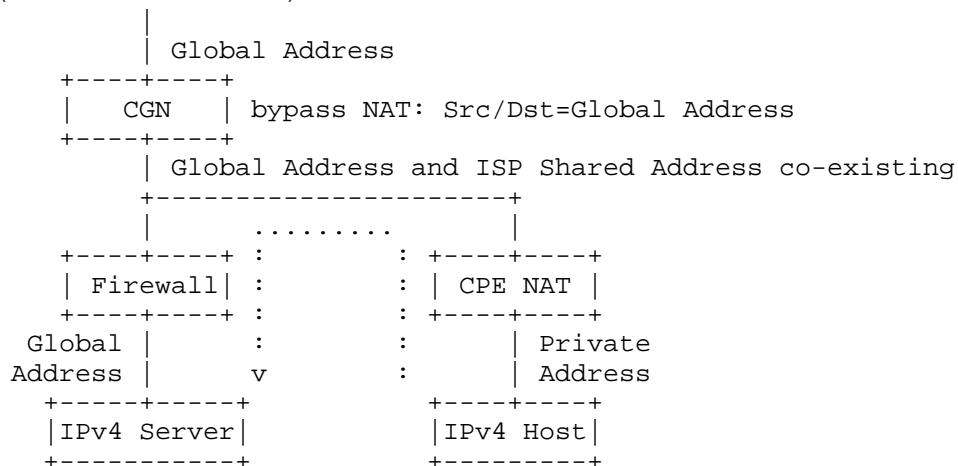 Global Address
CGN bypass NAT: Src/Dst=Global Address
Global Address and ISP Shared Address co-existing
Firewall CPE NAT
Global Private
Address v Address
IPv4 Server IPv4 Host